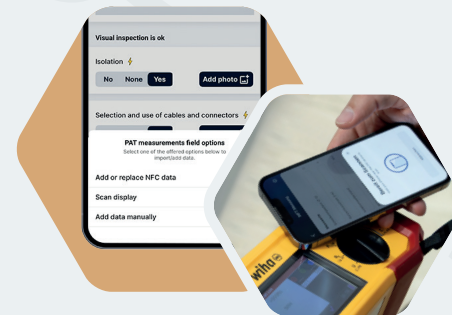 Visual inspection is ok
Isolation
No None Yes Add photo
Selection and use of cables and connectors
PAT measurements field options
Select one of the offered options below to
import/add data.
Add or replace NFC data
Scan display
Add data manually
wiha